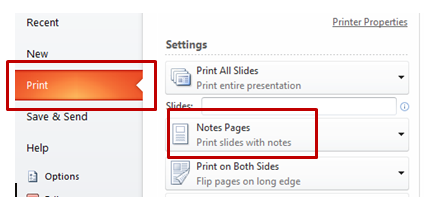 Recent
New
Print
Save & Send
Help
Options
Printer Properties
Settings
Print All Slides
Print entire presentation
Slides:
Notes Pages
Print slides with notes
Print on Both Sides
Flip pages on long edge